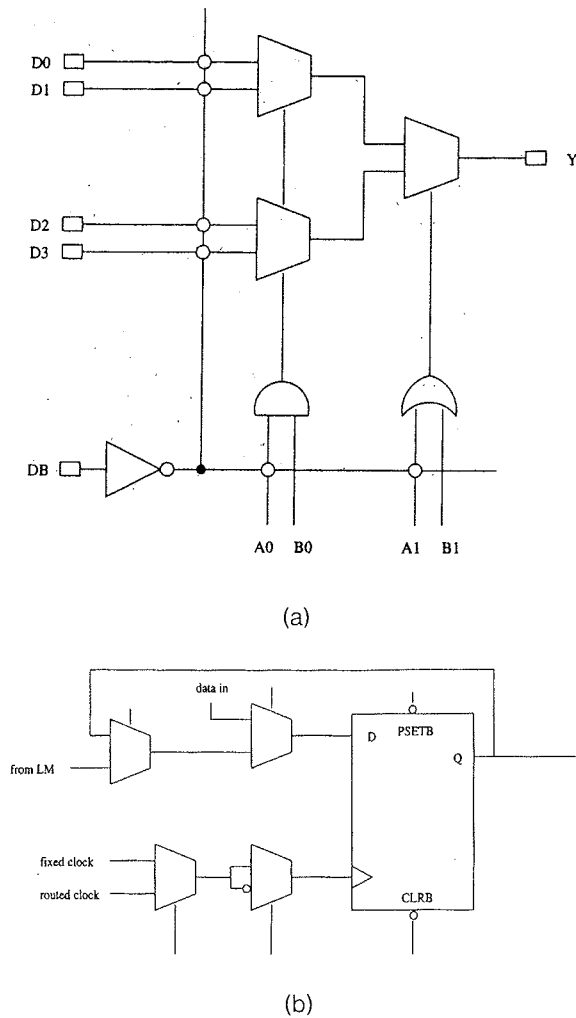 D0
D1
Y
D2
D3
DB
A0 B0 A1 B1
(a)
data in
D PSETB
Q
from LM
fixed clock
routed clock
CLRB
(b)